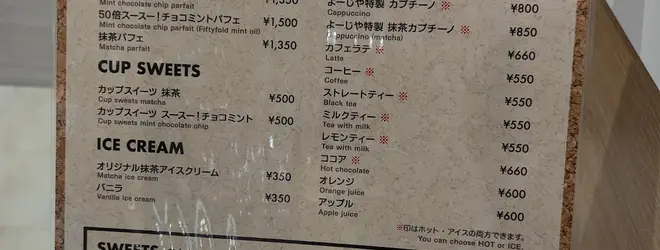 Mint chocolate chip parfait
50倍スースー!チョコミントパフェ ¥1,500
Mint chocolate chip parfait (Fiftyfold mint oil)
抹茶パフェ ¥1,350
Matcha parfait
CUP SWEETS
カップスイーツ 抹茶 ¥500
Cup sweets matcha
カップスイーツ スースー!チョコミント ¥500
Cup sweets mint chocolate chip
ICE CREAM
オリジナル抹茶アイスクリーム ¥350
Matcha ice cream
バニラ ¥350
Vanilla ice cream
よーじや特製 カプチーノ ※ ¥800
Cappuccino
よーじや特製 抹茶カプチーノ ※ ¥850
Cappuccino (matcha)
カフェラテ ※ ¥660
Latte
コーヒー ※ ¥550
Coffee
ストレートティー ※ ¥550
Black tea
ミルクティー ※ ¥550
Tea with milk
レモンティー ※ ¥550
Tea with milk
ココア ※ ¥660
Hot chocolate
オレンジ ¥600
Orange juice
アップル ¥600
Apple juice
※印はホット・アイスの両方できます。
You can choose HOT or ICE.
SWEETS